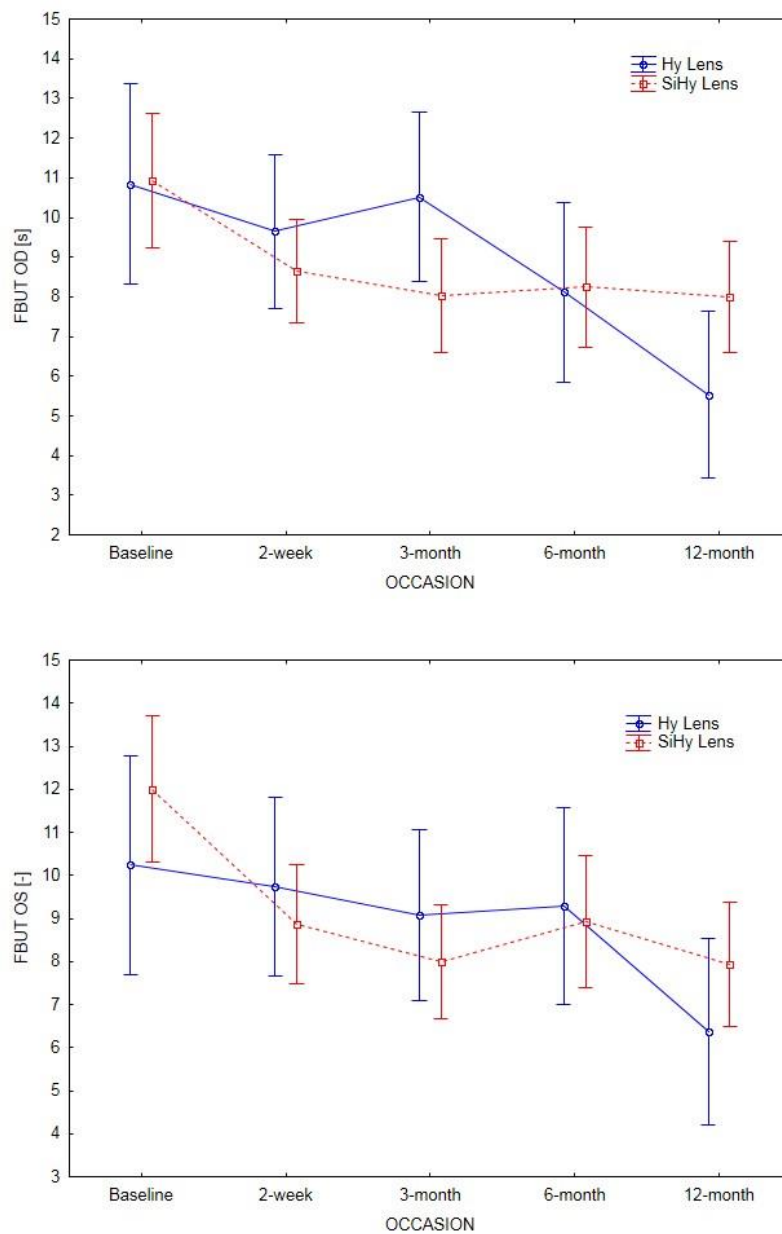 15
14
13
12
11
10
9
8
7
6
5
4
3
2
FBUT OD [s]
Hy Lens
SiHy Lens
Baseline 2-week 3-month 6-month 12-month
OCCASION
15
14
13
12
11
10
9
8
7
6
5
4
3
FBUT OS [-]
Hy Lens
SiHy Lens
Baseline 2-week 3-month 6-month 12-month
OCCASION